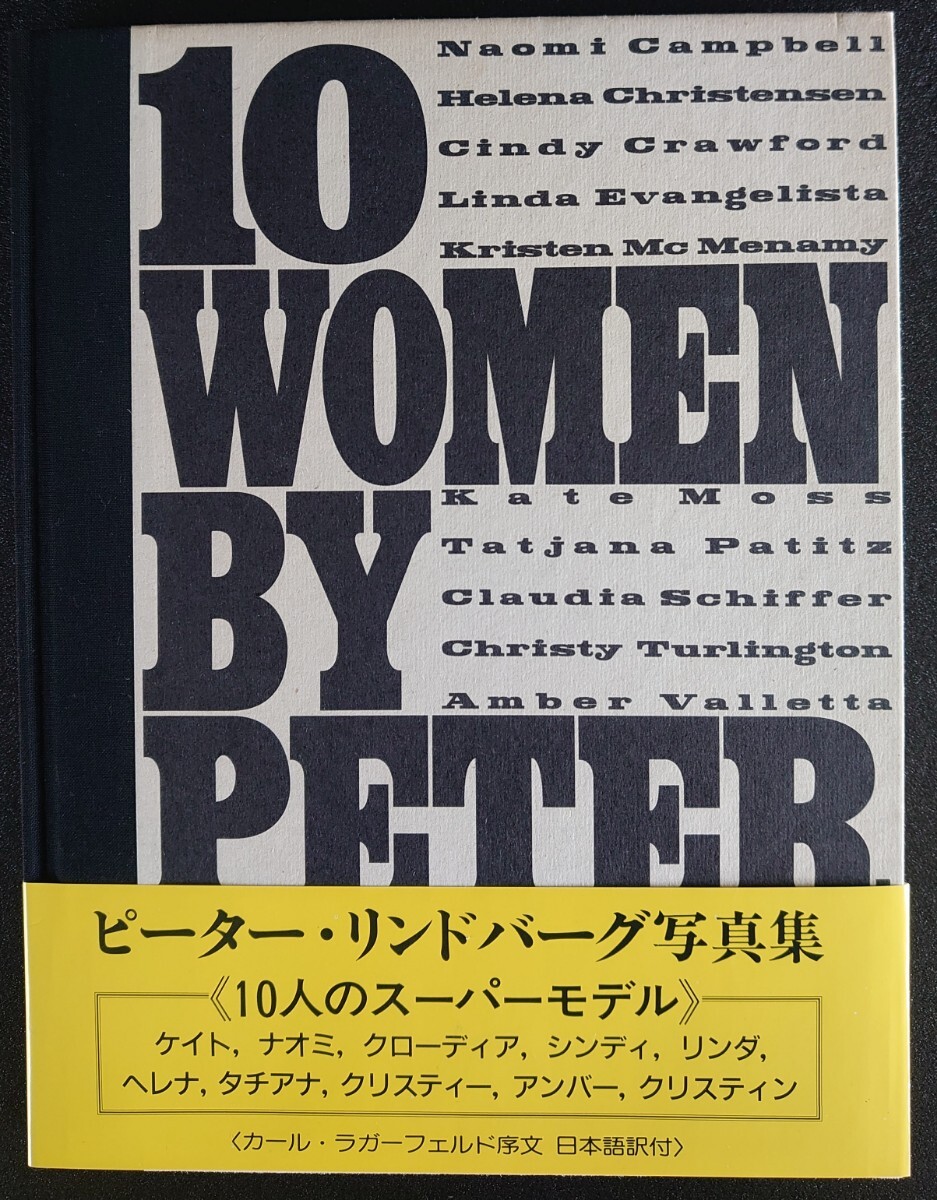 10
Naomi Campbell
Helena Christensen
Cindy Crawford
Linda Evangelista
Kristen Mc Menamy
WOMEN
BY
Kate Moss
Tatjana Patitz
Claudia Schiffer
Christy Turlington
Amber Valletta
PETER
ピーター・リンドバーグ写真集
《10人のスーパーモデル》
ケイト, ナオミ, クローディア, シンディ, リンダ,
ヘレナ, タチアナ, クリスティー, アンバー, クリスティン
〈カール・ラガーフェルド序文 日本語訳付〉